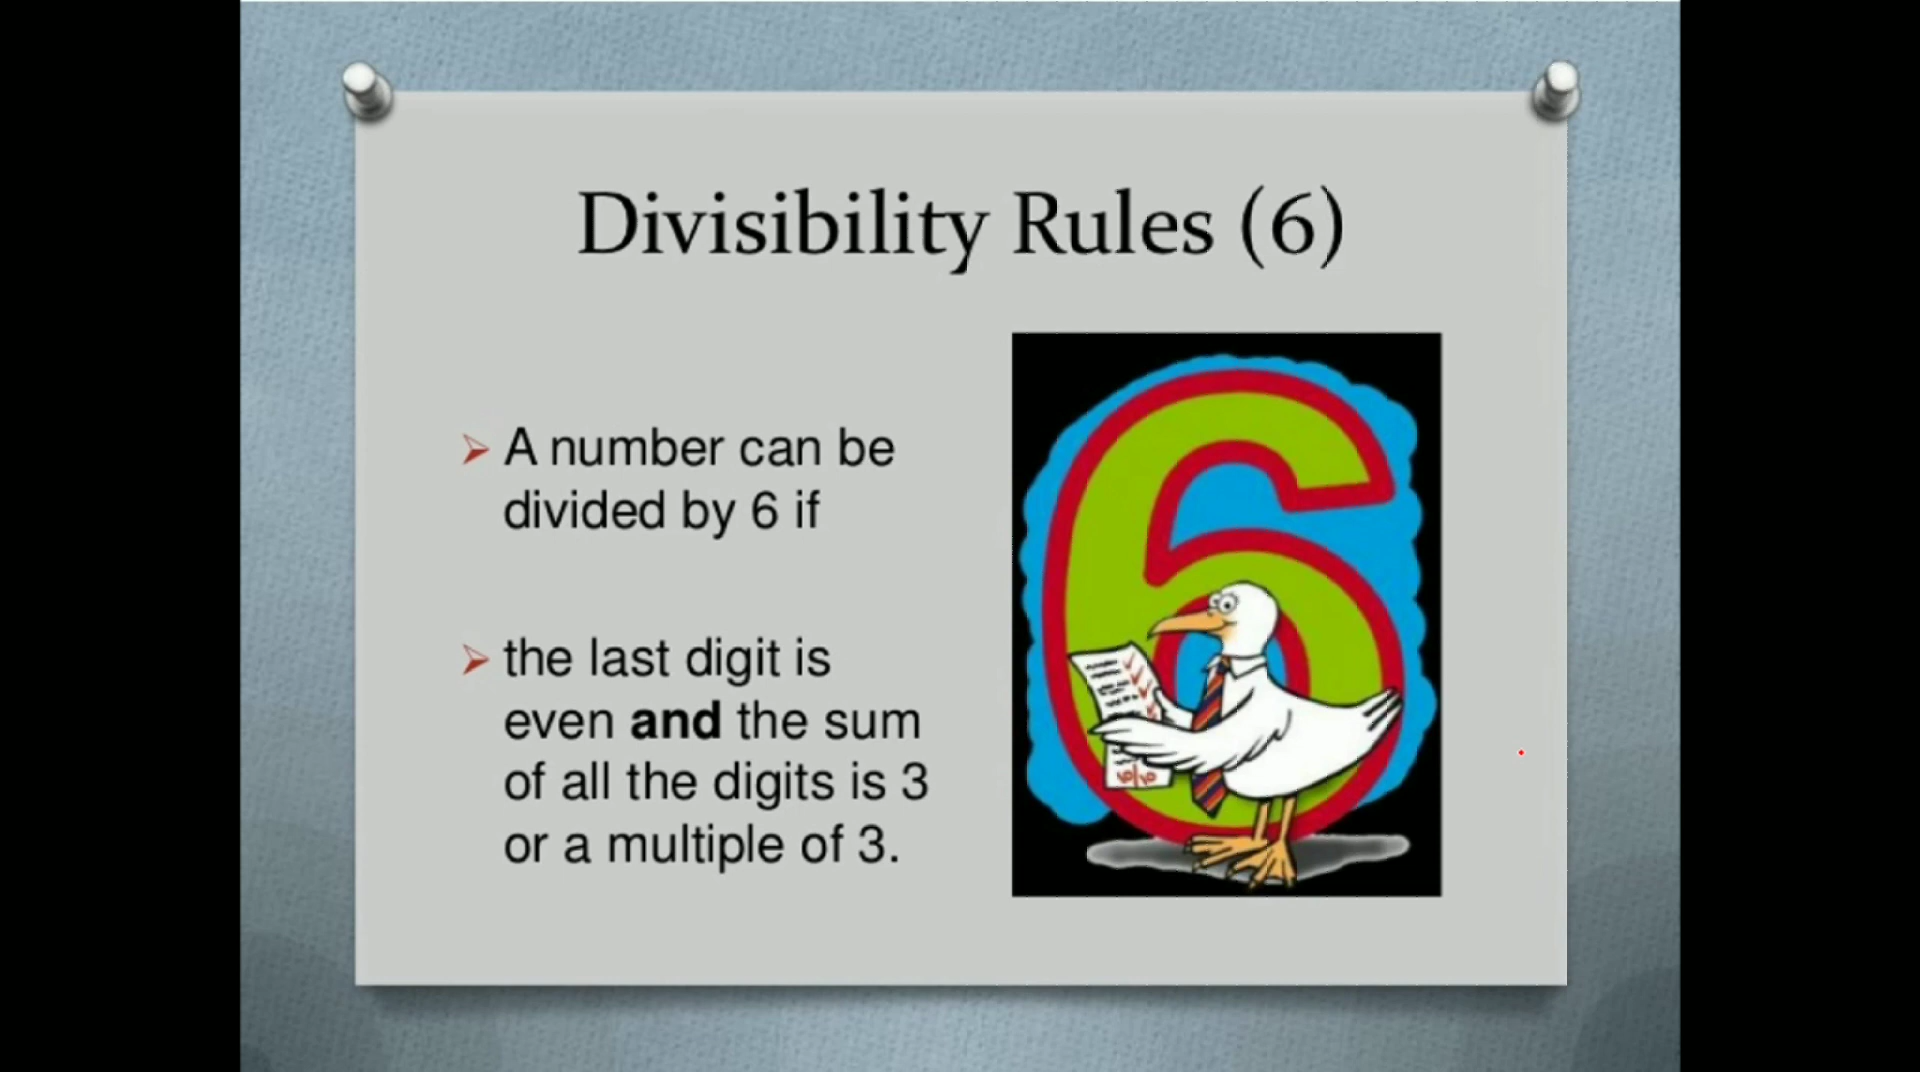 Divisibility Rules (6)
A number can be
divided by 6 if
the last digit is
even and the sum
of all the digits is 3
or a multiple of 3.
6